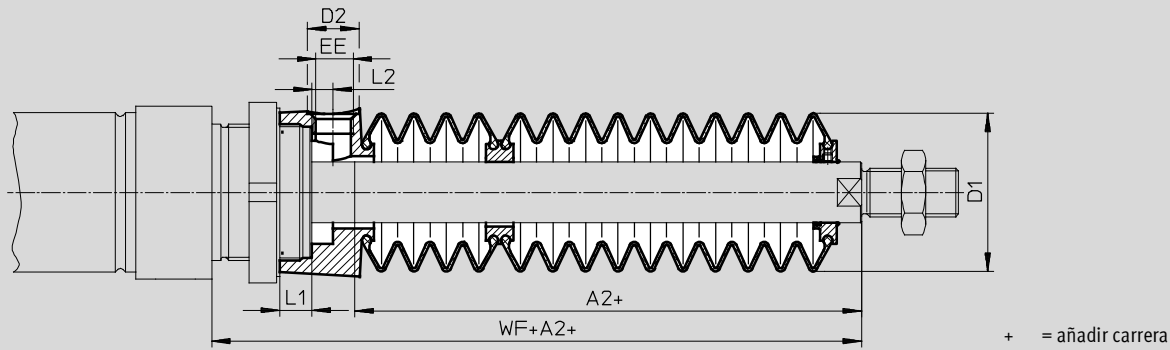 D2
EE
L2
D1
L1
A2+
WF+A2+
+ = añadir carrera